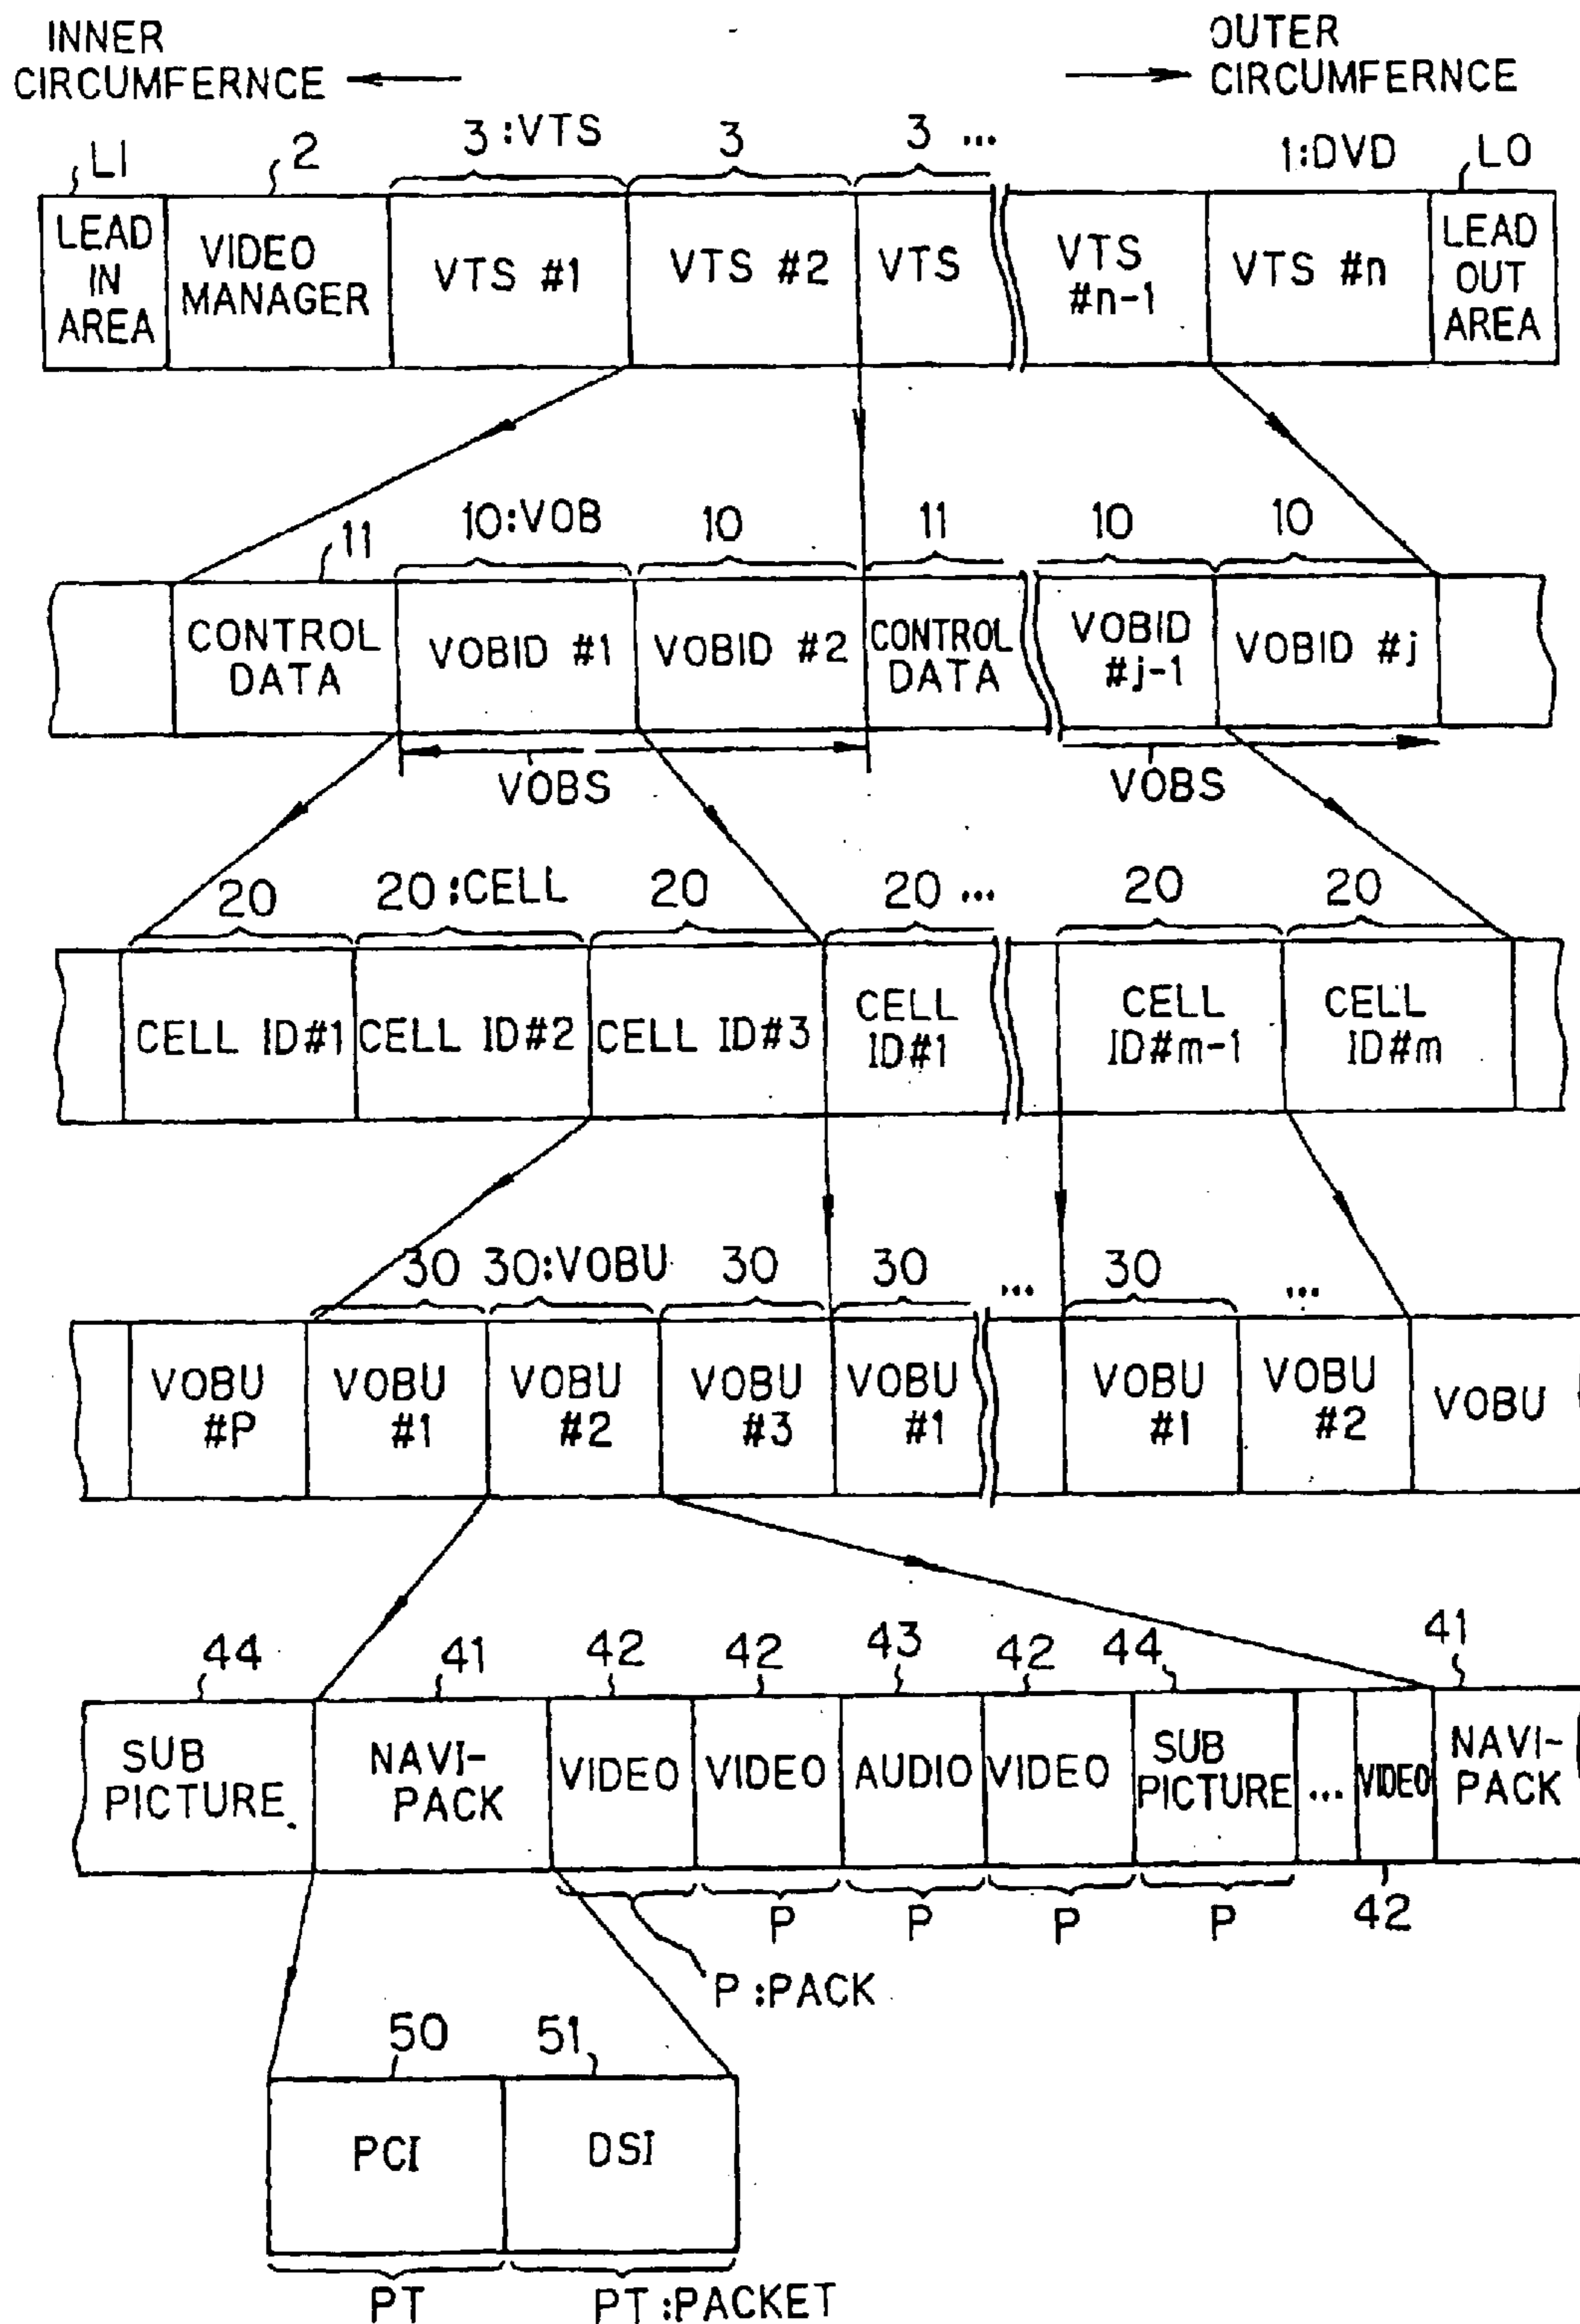 INNER
CIRCUMFERNCE
OUTER
CIRCUMFERNCE
LI
2
3:VTS
3
3 ...
1:DVD
LO
LEAD
IN
AREA
VIDEO
MANAGER
VTS #1
VTS #2
VTS
VTS
#n-1
VTS #n
LEAD
OUT
AREA
11
10:VOB
10
11
10
10
CONTROL
DATA
VOBID #1
VOBID #2
CONTROL
DATA
VOBID
#j-1
VOBID #j
VOBS
VOBS
20
20:CELL
20
20 ...
20
20
CELL ID#1
CELL ID#2
CELL ID#3
CELL
ID#1
CELL
ID#m-1
CELL
ID#m
30
30:VOBU
30
30
...
30
...
VOBU
#P
VOBU
#1
VOBU
#2
VOBU
#3
VOBU
#1
VOBU
#1
VOBU
#2
VOBU
44
41
42
42
43
42
44
41
SUB
PICTURE
NAVI-
PACK
VIDEO
VIDEO
AUDIO
VIDEO
SUB
PICTURE
...
VIDEO
NAVI-
PACK
P
P
P
P
42
P:PACK
50
51
PCI
DSI
PT
PT:PACKET